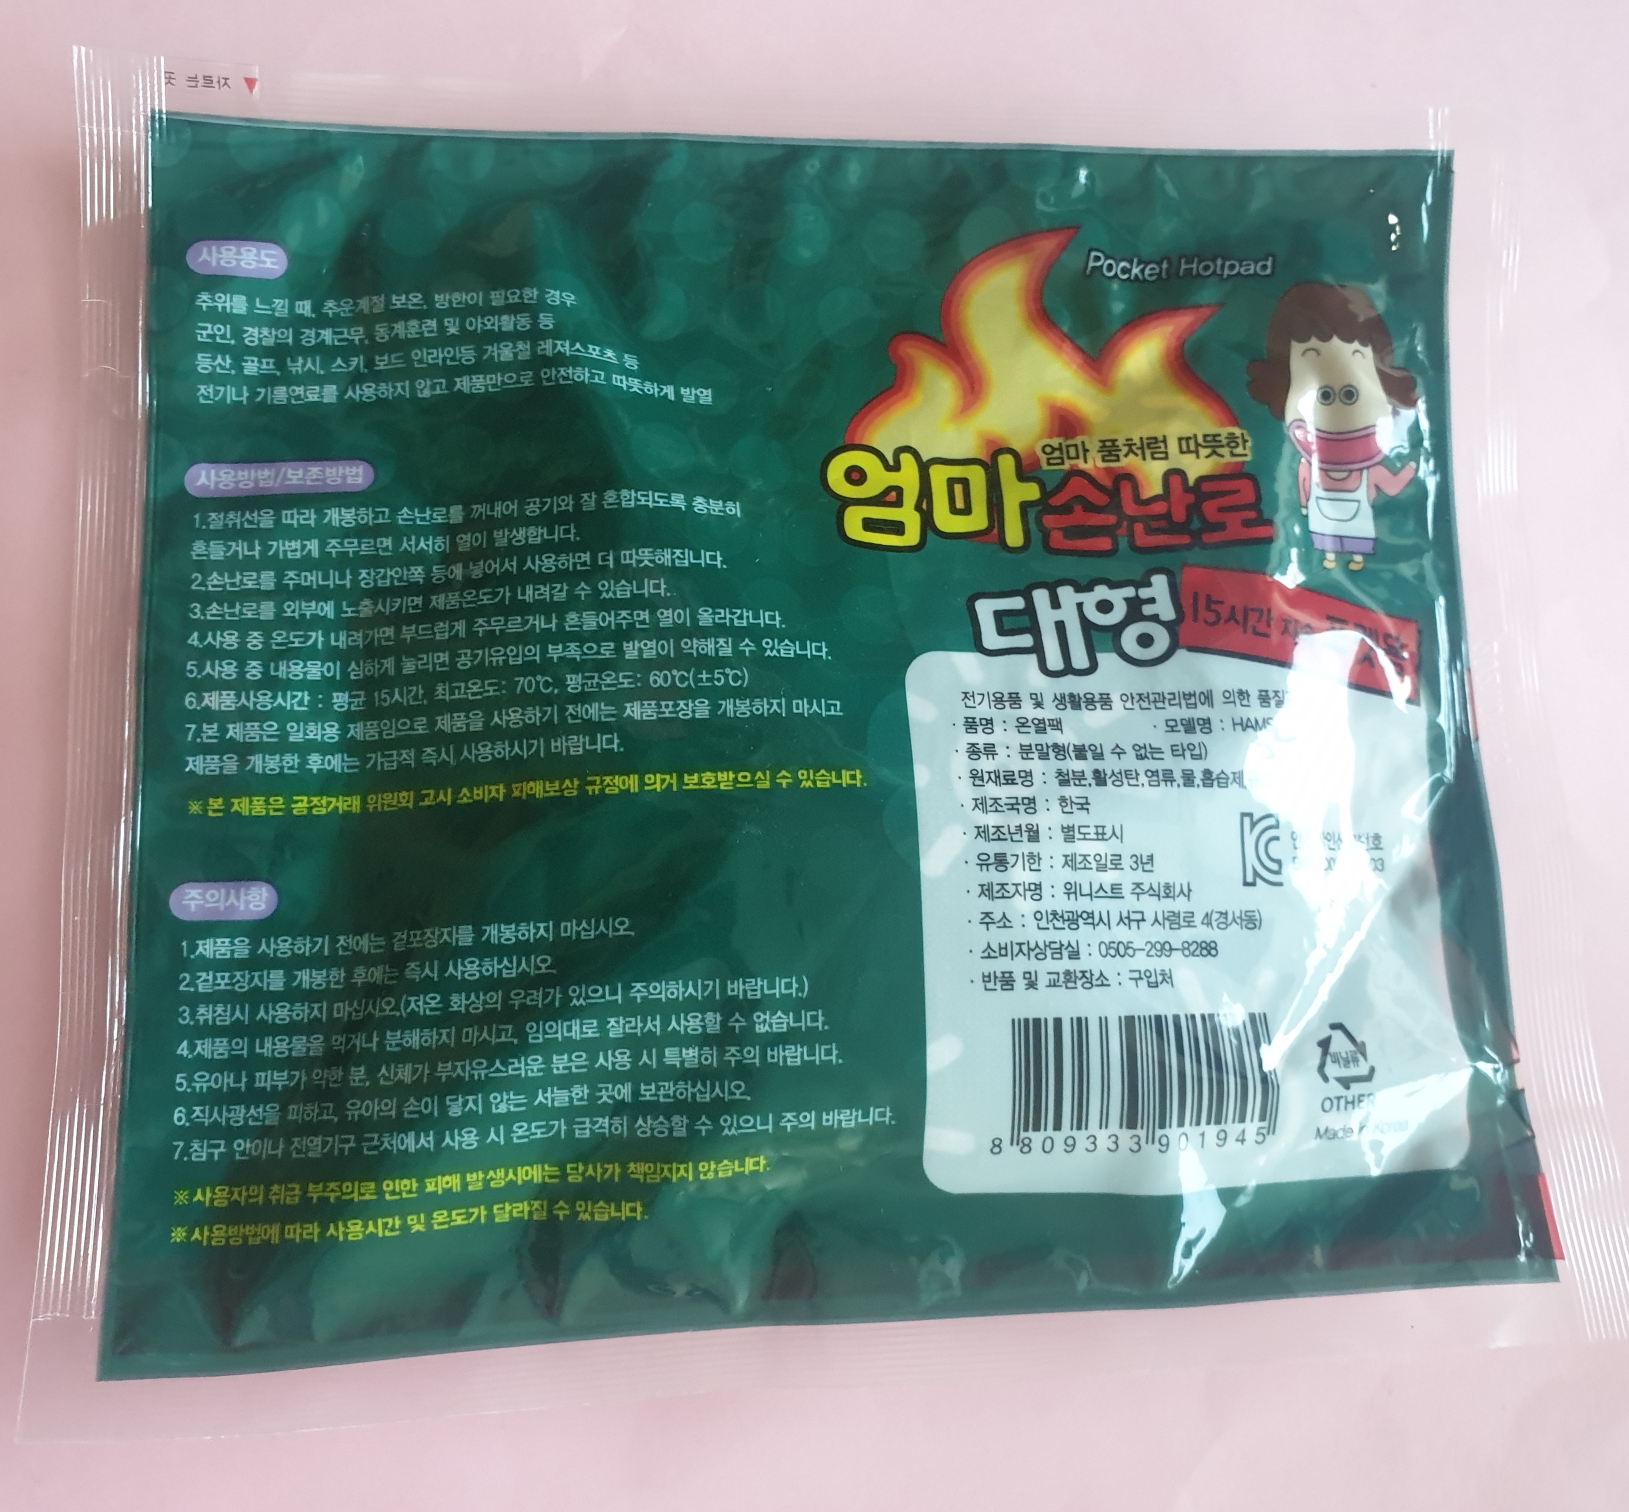 자르는 곳
사용용도
추위를 느낄 때, 추운계절 보온, 방한이 필요한 경우
군인, 경찰의 경계근무, 동계훈련 및 야외활동 등
등산, 골프, 낚시, 스키, 보드 인라인등 겨울철 레져스포츠 등
전기나 기름연료를 사용하지 않고 제품만으로 안전하고 따뜻하게 발열
사용방법/보존방법
1.절취선을 따라 개봉하고 손난로를 꺼내어 공기와 잘 혼합되도록 충분히
흔들거나 가볍게 주무르면 서서히 열이 발생합니다.
2.손난로를 주머니나 장갑안쪽 등에 넣어서 사용하면 더 따뜻해집니다.
3.손난로를 외부에 노출시키면 제품온도가 내려갈 수 있습니다.
4.사용 중 온도가 내려가면 부드럽게 주무르거나 흔들어주면 열이 올라갑니다.
5.사용 중 내용물이 심하게 눌리면 공기유입의 부족으로 발열이 약해질 수 있습니다.
6.제품사용시간 : 평균 15시간, 최고온도: 70℃, 평균온도: 60℃(±5℃)
7.본 제품은 일회용 제품임으로 제품을 사용하기 전에는 제품포장을 개봉하지 마시고
제품을 개봉한 후에는 가급적 즉시 사용하시기 바랍니다.
※본 제품은 공정거래 위원회 고시 소비자 피해보상 규정에 의거 보호받으실 수 있습니다.
주의사항
1.제품을 사용하기 전에는 겉포장지를 개봉하지 마십시오.
2.겉포장지를 개봉한 후에는 즉시 사용하십시오.
3.취침시 사용하지 마십시오.(저온 화상의 우려가 있으니 주의하시기 바랍니다.)
4.제품의 내용물을 먹거나 분해하지 마시고, 임의대로 잘라서 사용할 수 없습니다.
5.유아나 피부가 약한 분, 신체가 부자유스러운 분은 사용 시 특별히 주의 바랍니다.
6.직사광선을 피하고, 유아의 손이 닿지 않는 서늘한 곳에 보관하십시오.
7.침구 안이나 전열기구 근처에서 사용 시 온도가 급격히 상승할 수 있으니 주의 바랍니다.
※사용자의 취급 부주의로 인한 피해 발생시에는 당사가 책임지지 않습니다.
※사용방법에 따라 사용시간 및 온도가 달라질 수 있습니다.
Pocket Hotpad
엄마 품처럼 따뜻한
엄마 손난로
대형
15시간
전기용품 및 생활용품 안전관리법에 의한
· 품명 : 온열팩 · 모델명 :
· 종류 : 분말형(붙일 수 없는 타입)
· 원재료명 : 철분,활성탄,염류,물,흡습제
· 제조국명 : 한국
· 제조년월 : 별도표시
· 유통기한 : 제조일로 3년
· 제조자명 : 위니스트 주식회사
· 주소 : 인천광역시 서구 사렴로 4(경서동)
· 소비자상담실 : 0505-299-8288
· 반품 및 교환장소 : 구입처
8 809333 901945
비닐류
OTHER
Made in Korea